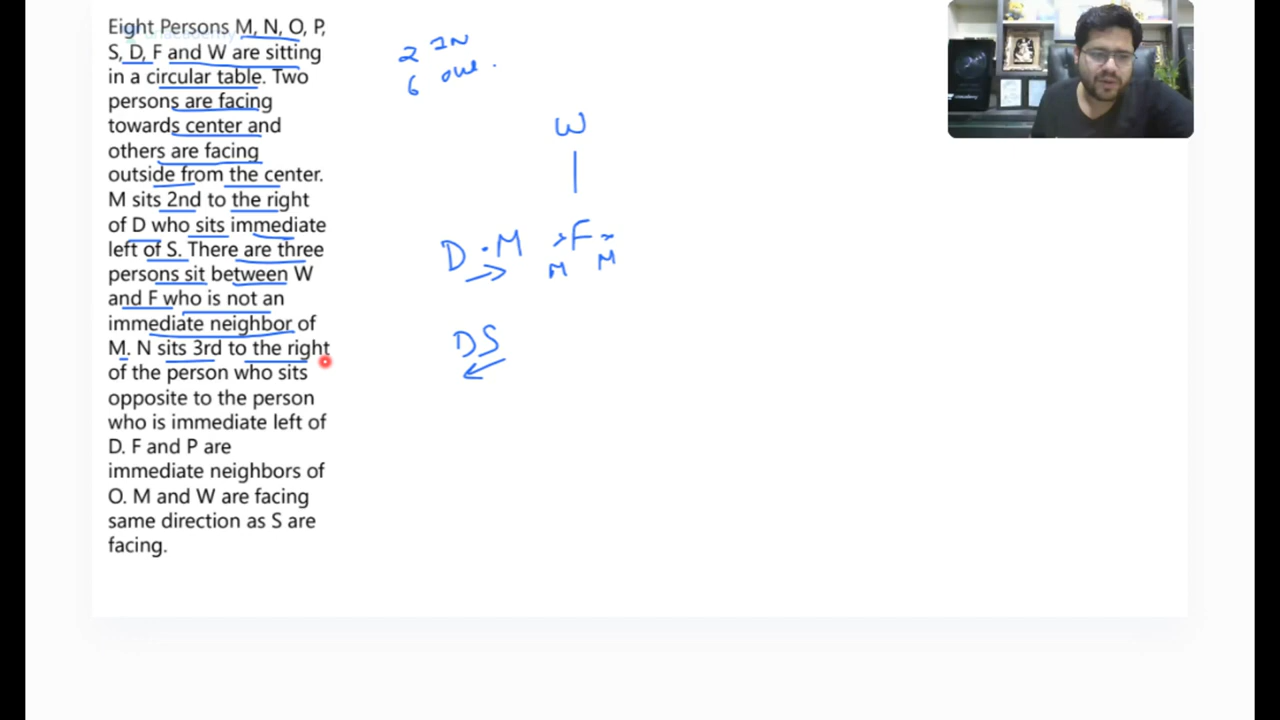 Eight Persons M, N, O, P,
S, D, F and W are sitting
in a circular table. Two
persons are facing
towards center and
others are facing
outside from the center.
M sits 2nd to the right
of D who sits immediate
left of S. There are three
persons sit between W
and F who is not an
immediate neighbor of
M. N sits 3rd to the right
of the person who sits
opposite to the person
who is immediate left of
D. F and P are
immediate neighbors of
O. M and W are facing
same direction as S are
facing.
2 IN
6 out.
W
D . M F
M M
DS